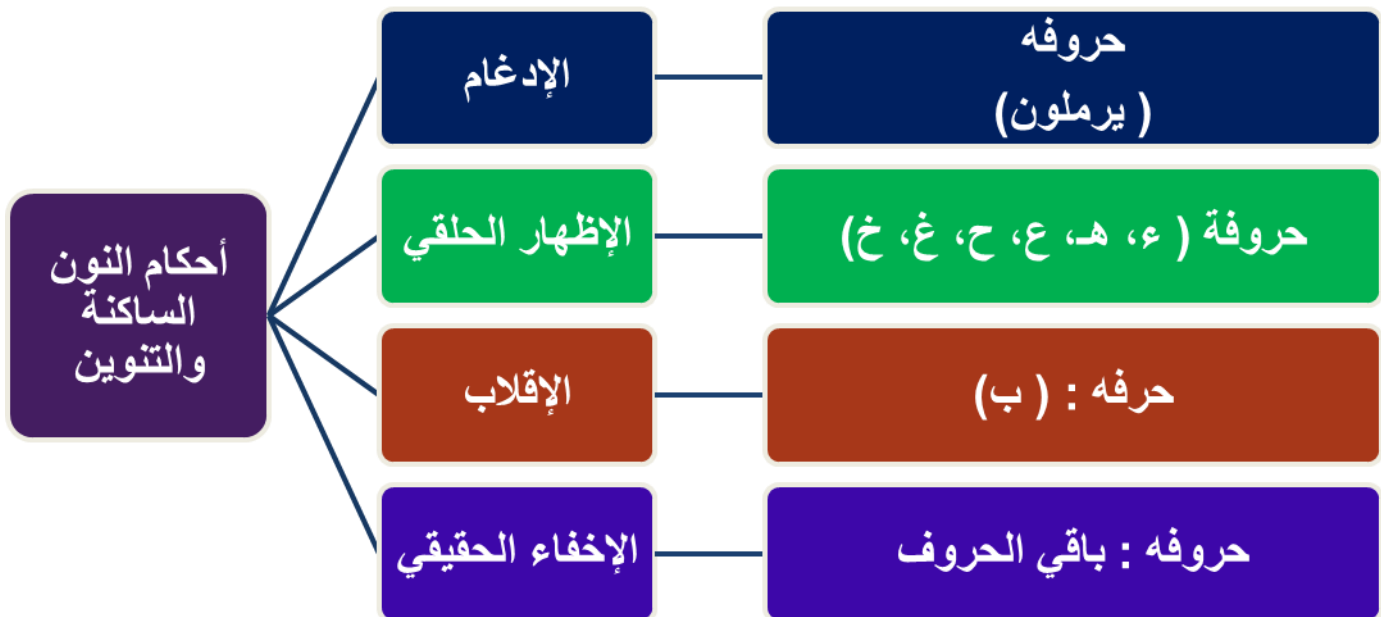 أحكام النون
الساكنة
والتنوين
الإدغام
حروفه
( يرملون)
الإظهار الحلقي
حروفة ( ء، هـ، ع، ح، غ، خ)
الإقلاب
حرفه : ( ب)
الإخفاء الحقيقي
حروفه : باقي الحروف